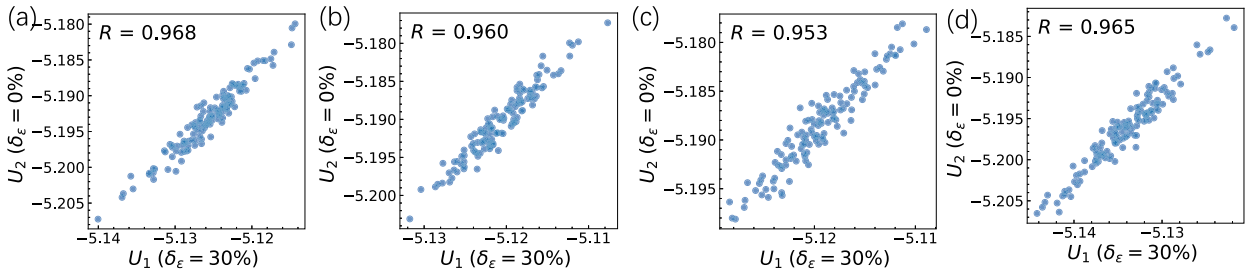 (a)
R = 0.968
−5.180
−5.185
−5.190
−5.195
−5.200
−5.205
U2 (δε = 0%)
−5.14
−5.13
−5.12
U1 (δε = 30%)
(b)
R = 0.960
−5.180
−5.185
−5.190
−5.195
−5.200
U2 (δε = 0%)
−5.13
−5.12
−5.11
U1 (δε = 30%)
(c)
R = 0.953
−5.180
−5.185
−5.190
−5.195
U2 (δε = 0%)
−5.12
−5.11
U1 (δε = 30%)
(d)
R = 0.965
−5.185
−5.190
−5.195
−5.200
−5.205
U2 (δε = 0%)
−5.14
−5.13
U1 (δε = 30%)